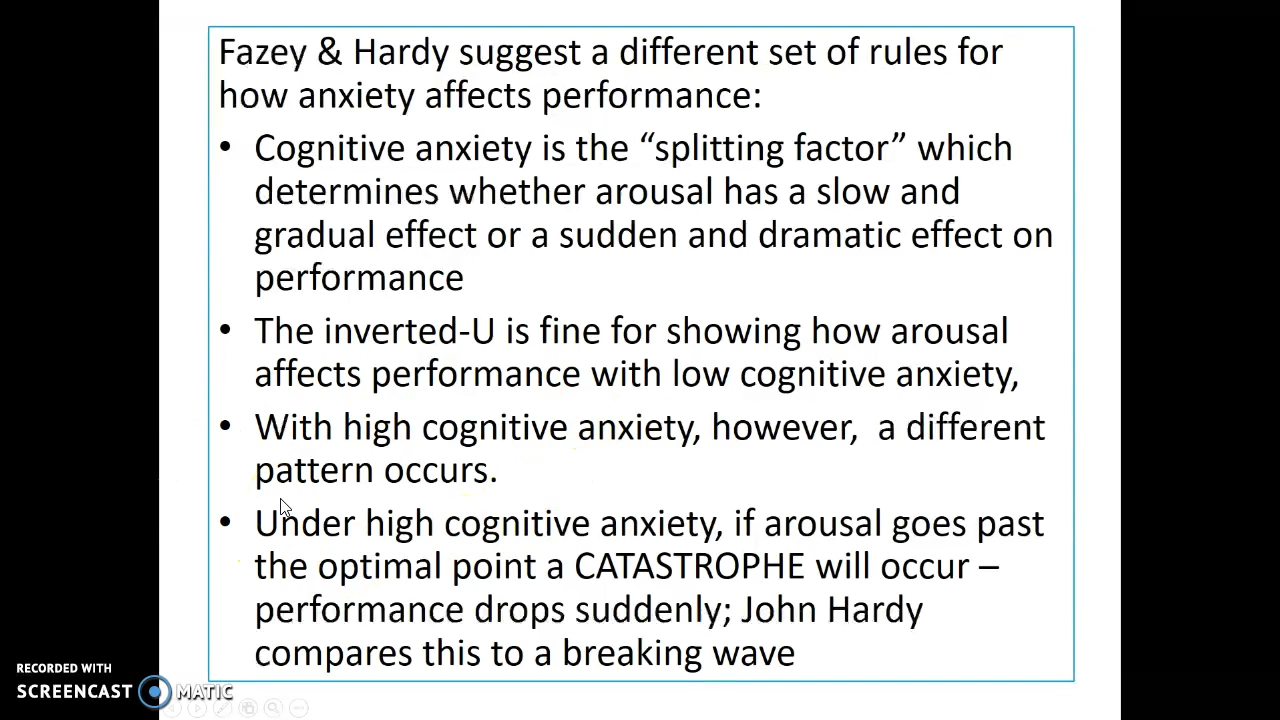 Fazey & Hardy suggest a different set of rules for
how anxiety affects performance:
• Cognitive anxiety is the “splitting factor” which
determines whether arousal has a slow and
gradual effect or a sudden and dramatic effect on
performance
• The inverted-U is fine for showing how arousal
affects performance with low cognitive anxiety,
• With high cognitive anxiety, however,  a different
pattern occurs.
• Under high cognitive anxiety, if arousal goes past
the optimal point a CATASTROPHE will occur –
performance drops suddenly; John Hardy
compares this to a breaking wave
RECORDED WITH
SCREENCAST MATIC